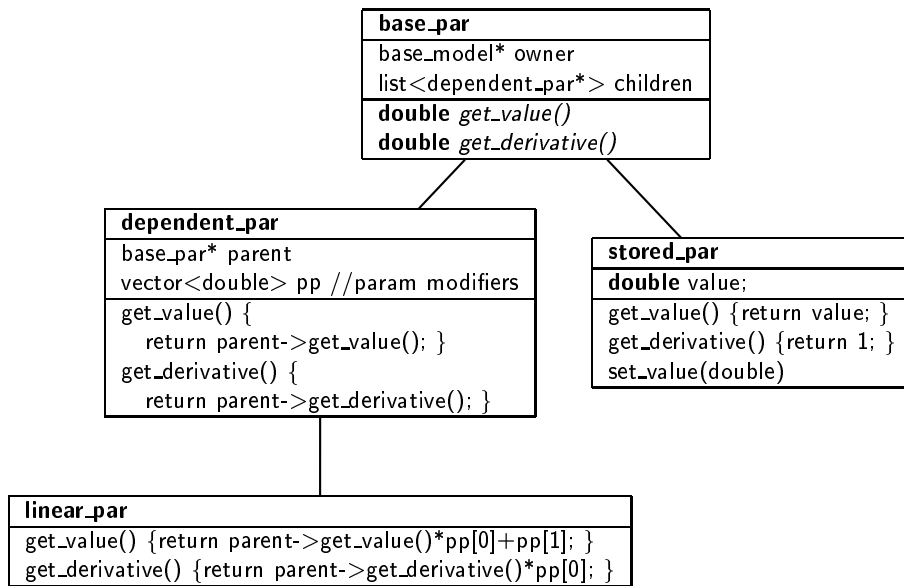 base_par
base_model* owner
list<dependent_par*> children
double get_value()
double get_derivative()
dependent_par
base_par* parent
vector<double> pp //param modifiers
get_value() {
return parent->get_value(); }
get_derivative() {
return parent->get_derivative(); }
stored_par
double value;
get_value() {return value; }
get_derivative() {return 1; }
set_value(double)
linear_par
get_value() {return parent->get_value()*pp[0]+pp[1]; }
get_derivative() {return parent->get_derivative()*pp[0]; }